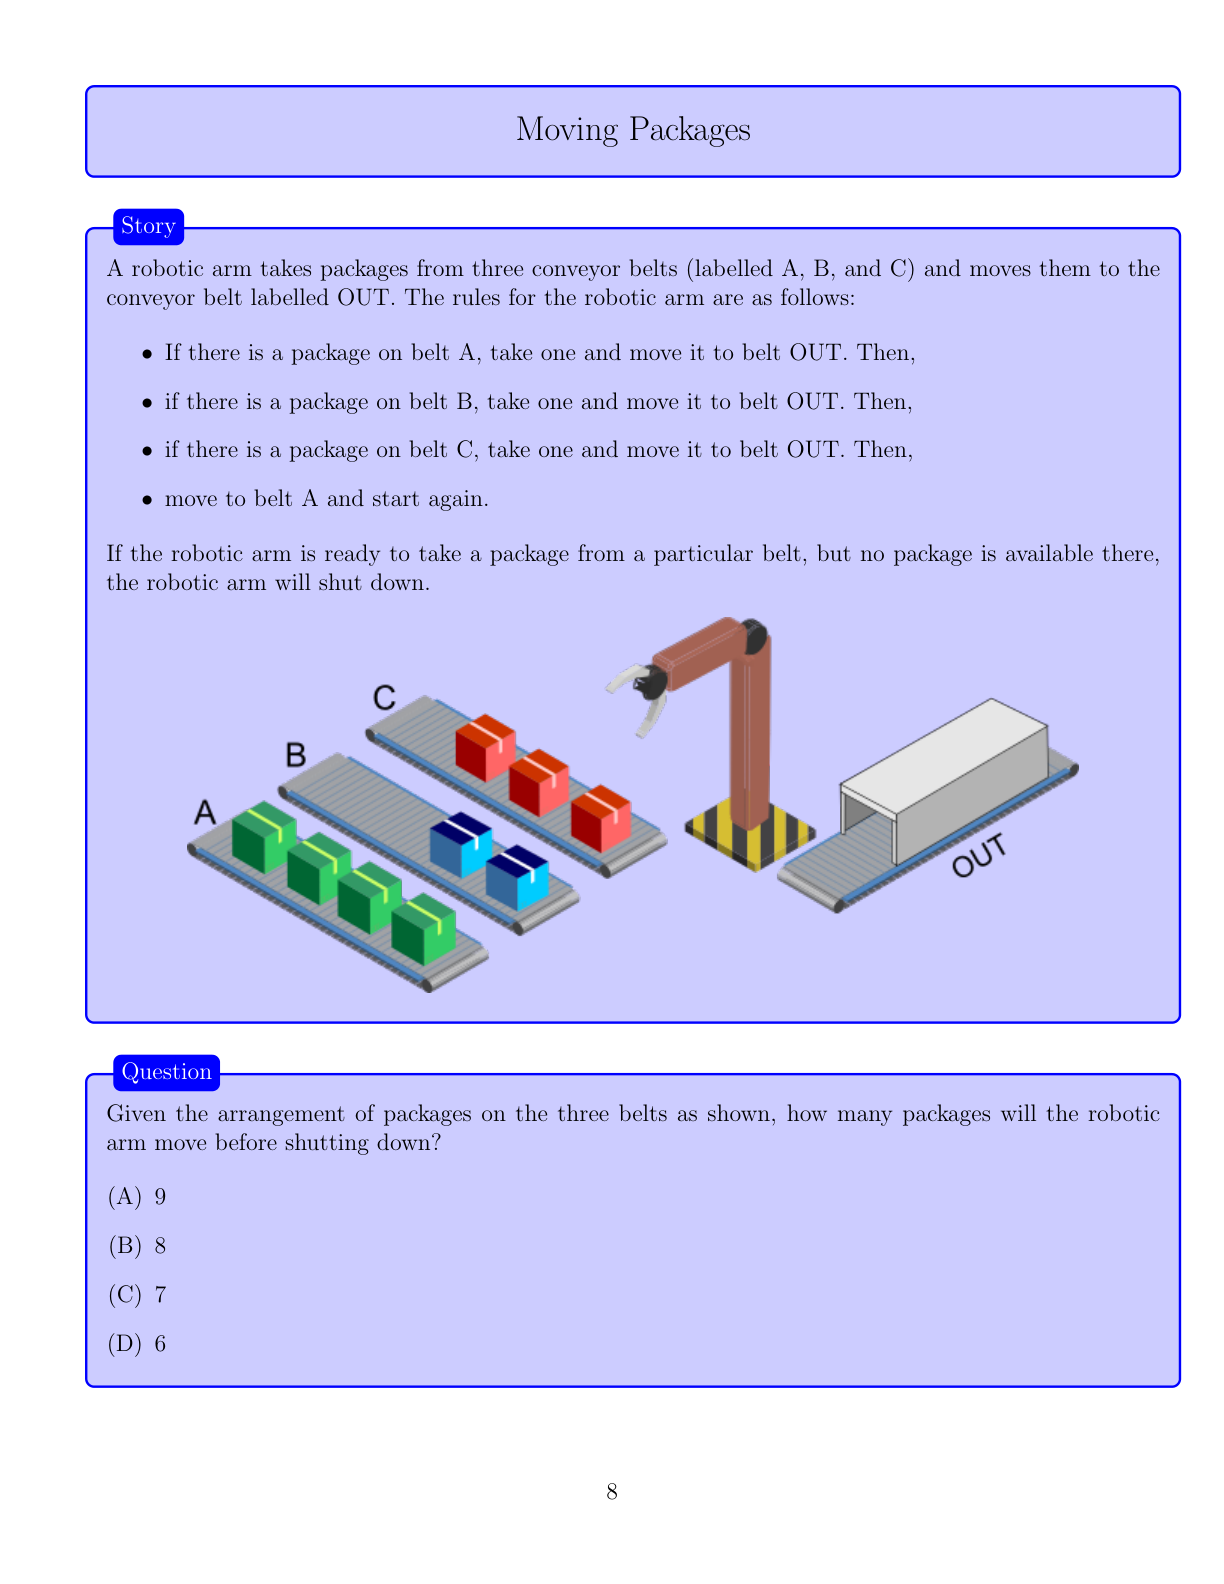 Moving Packages
Story
A robotic arm takes packages from three conveyor belts (labelled A, B, and C) and moves them to the
conveyor belt labelled OUT. The rules for the robotic arm are as follows:
• If there is a package on belt A, take one and move it to belt OUT. Then,
• if there is a package on belt B, take one and move it to belt OUT. Then,
• if there is a package on belt C, take one and move it to belt OUT. Then,
• move to belt A and start again.
If the robotic arm is ready to take a package from a particular belt, but no package is available there,
the robotic arm will shut down.
C
B
A
OUT
Question
Given the arrangement of packages on the three belts as shown, how many packages will the robotic
arm move before shutting down?
(A) 9
(B) 8
(C) 7
(D) 6
8